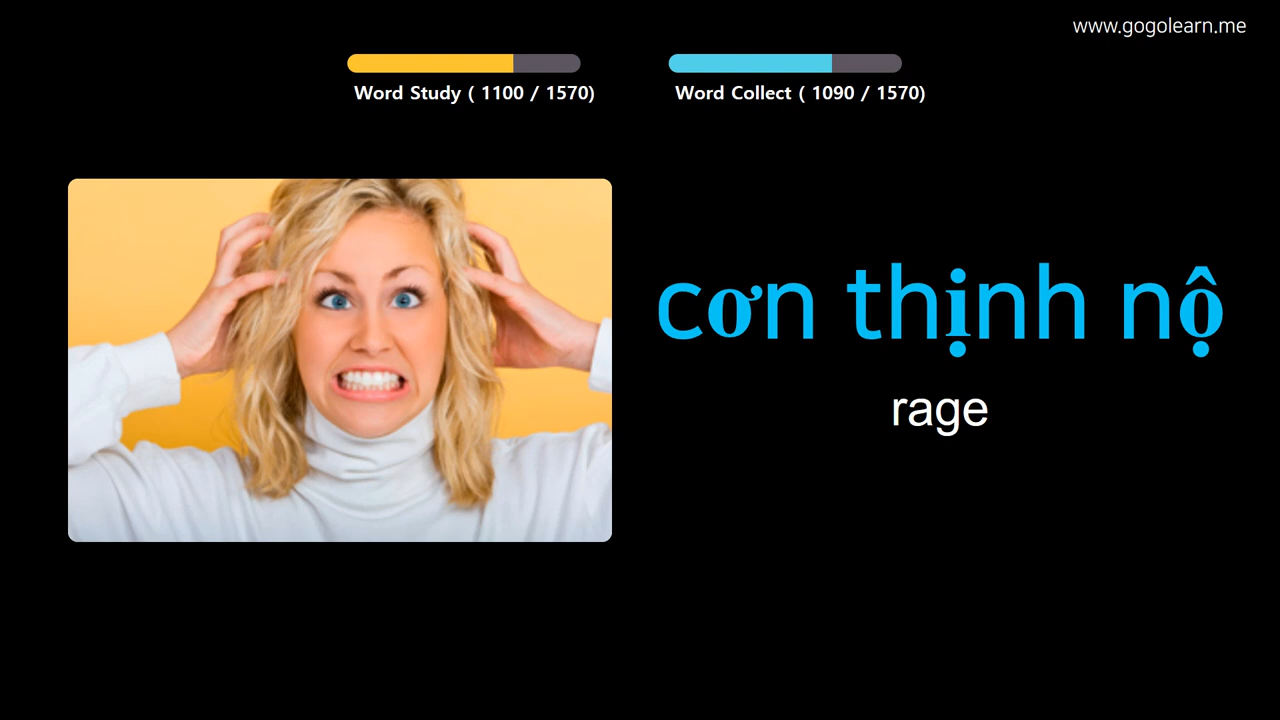 www.gogolearn.me
Word Study ( 1100 / 1570)
Word Collect ( 1090 / 1570)
cơn thịnh nộ
rage